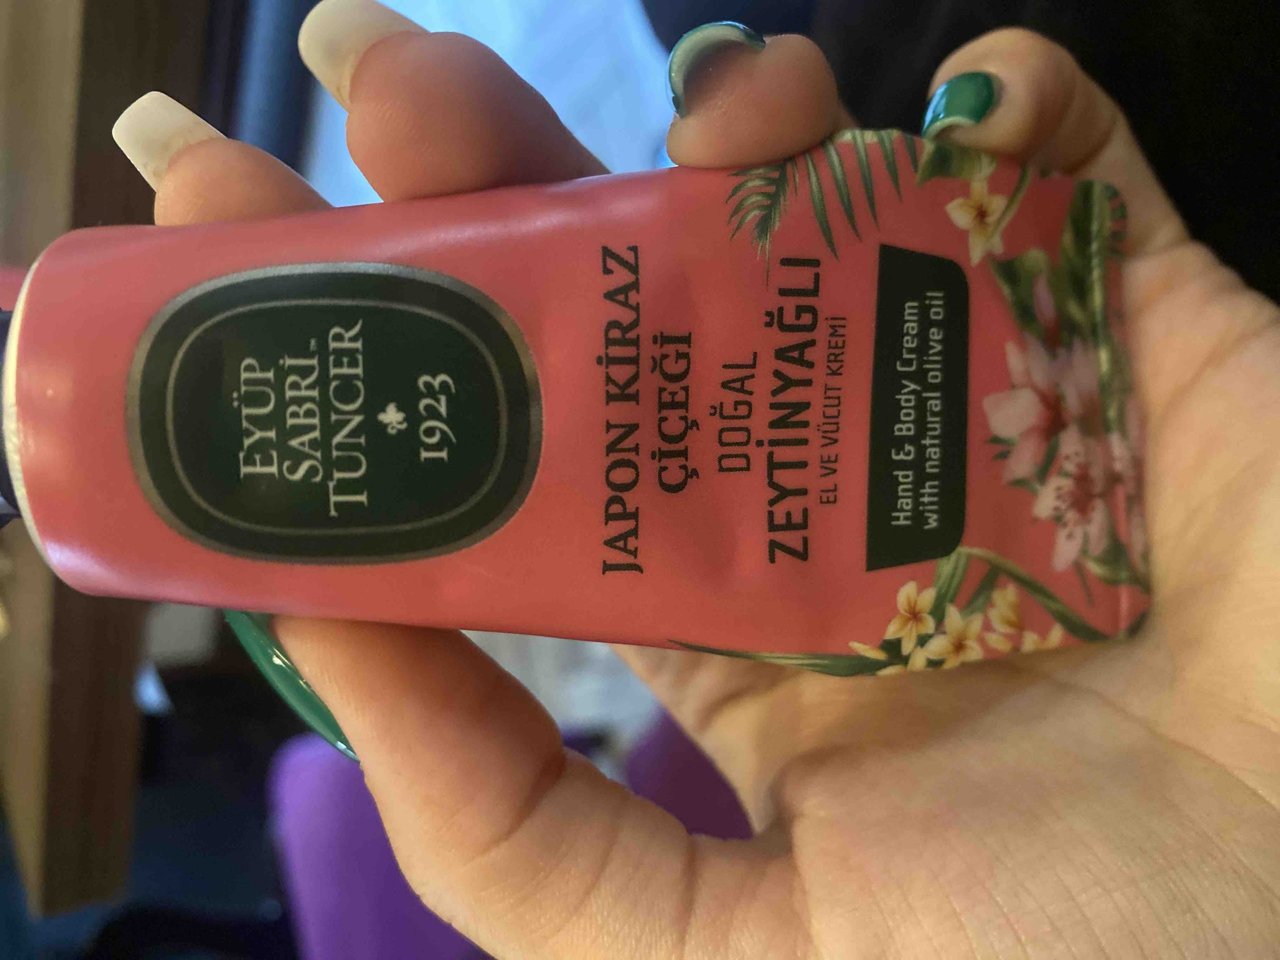 EYÜP
SABRİ™
TUNCER
1923
JAPON KİRAZ
ÇİÇEĞİ
DOĞAL
ZEYTİNYAĞLI
EL VE VÜCUT KREMİ
Hand & Body Cream
with natural olive oil